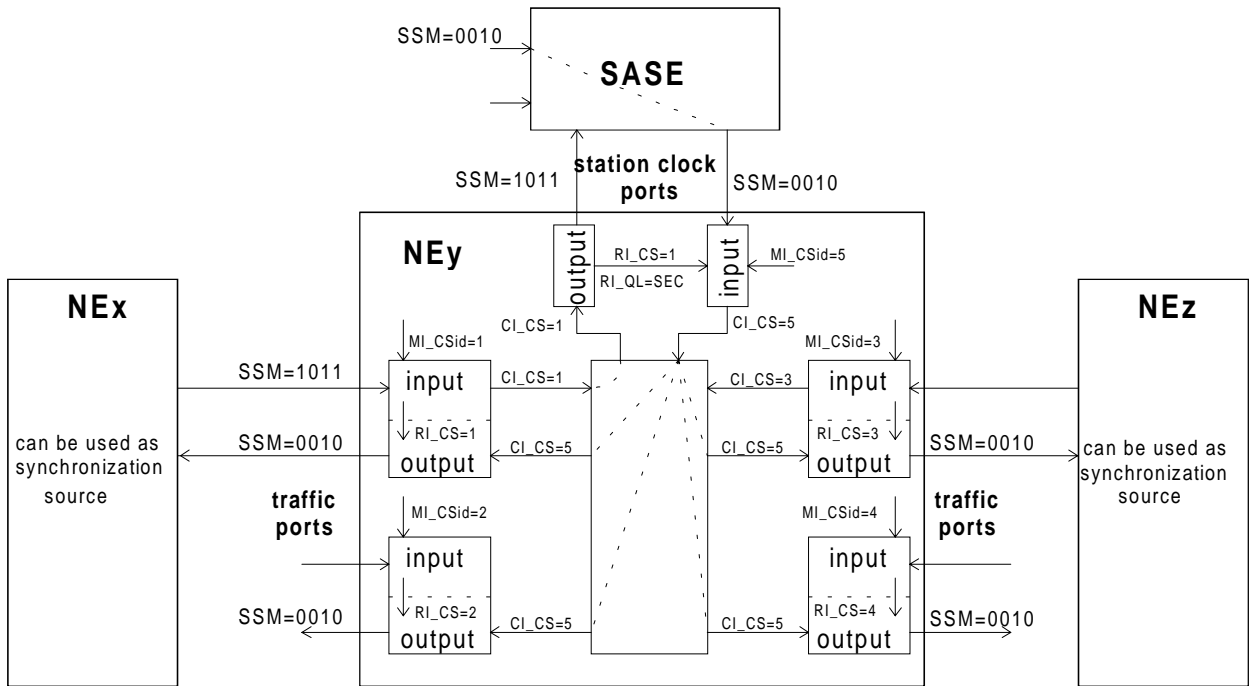 SSM=0010
SASE
station clock
ports
SSM=1011
SSM=0010
NEy
output
RI_CS=1
RI_QL=SEC
input
MI_CSid=5
NEx
NEz
CI_CS=1
CI_CS=5
MI_CSid=1
MI_CSid=3
SSM=1011
input
CI_CS=1
CI_CS=3
input
can be used as
synchronization
source
SSM=0010
RI_CS=1
output
CI_CS=5
CI_CS=5
RI_CS=3
output
SSM=0010
can be used as
synchronization
source
traffic
ports
MI_CSid=2
MI_CSid=4
traffic
ports
input
input
SSM=0010
RI_CS=2
output
CI_CS=5
CI_CS=5
RI_CS=4
output
SSM=0010